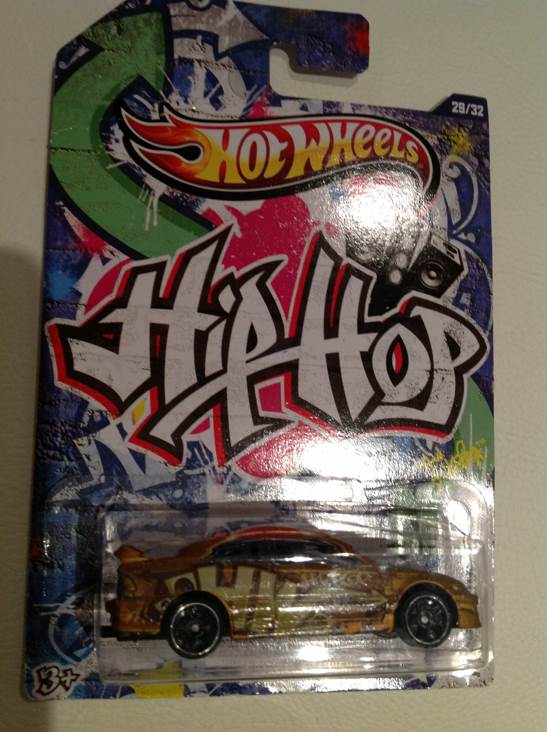 29/32
HOT WHEELS
HIP HOP
3+